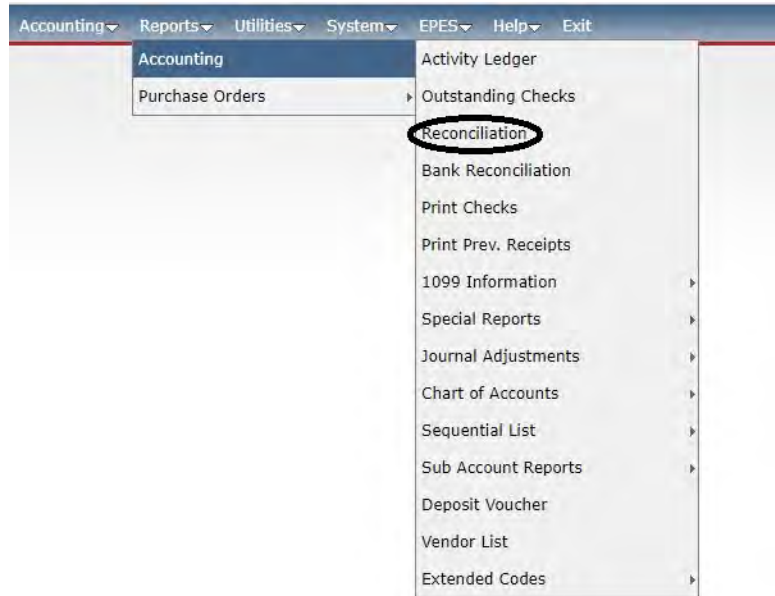 Accounting Reports Utilities System EPES Help Exit
Accounting
Purchase Orders
Activity Ledger
Outstanding Checks
Reconciliation
Bank Reconciliation
Print Checks
Print Prev. Receipts
1099 Information
Special Reports
Journal Adjustments
Chart of Accounts
Sequential List
Sub Account Reports
Deposit Voucher
Vendor List
Extended Codes